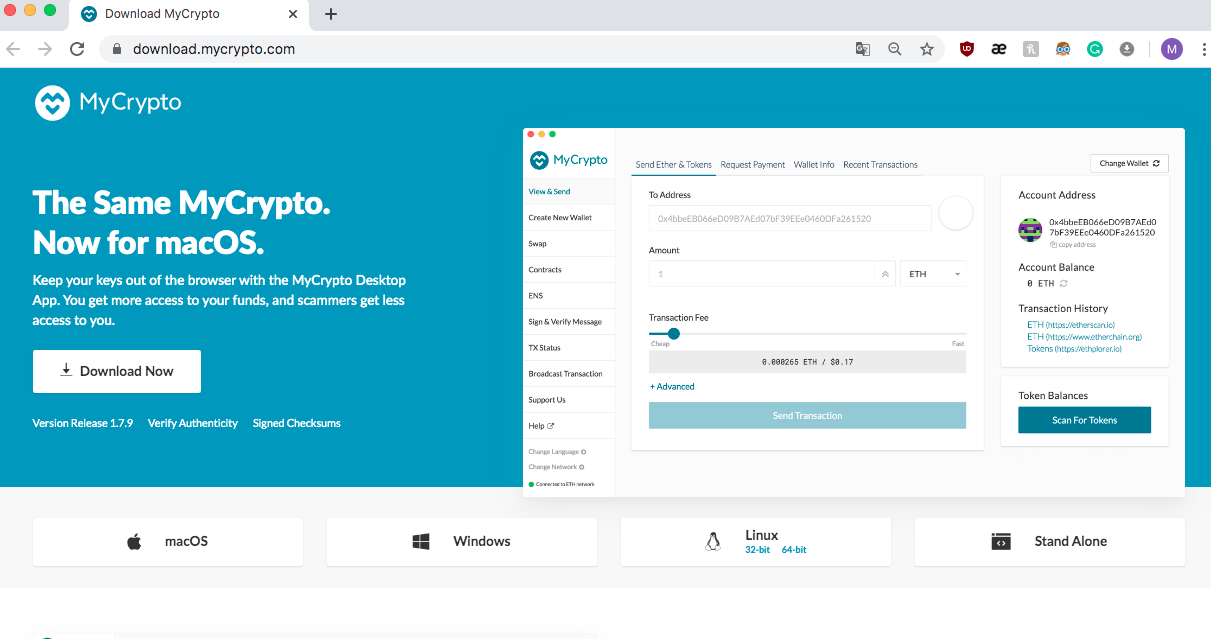 Download MyCrypto
download.mycrypto.com
M
MyCrypto
The Same MyCrypto.
Now for macOS.
Keep your keys out of the browser with the MyCrypto Desktop
App. You get more access to your funds, and scammers get less
access to you.
Download Now
Version Release 1.7.9 Verify Authenticity Signed Checksums
MyCrypto
View & Send
Create New Wallet
Swap
Contracts
ENS
Sign & Verify Message
TX Status
Broadcast Transaction
Support Us
Help
Change Language
Change Network
Connected to ETH network
Send Ether & Tokens Request Payment Wallet Info Recent Transactions
To Address
0x4bbeEB066eD09B7AEd07bF39EEe0460DFa261520
Amount
1 ETH
Transaction Fee
Cheap Fast
0.000265 ETH / $0.17
+ Advanced
Send Transaction
Change Wallet
Account Address
0x4bbeEB066eD09B7AEd0
7bF39EEe0460DFa261520
copy address
Account Balance
0 ETH
Transaction History
ETH (https://etherscan.io)
ETH (https://www.etherchain.org)
Tokens (https://ethplorer.io)
Token Balances
Scan For Tokens
macOS
Windows
Linux
32-bit 64-bit
Stand Alone